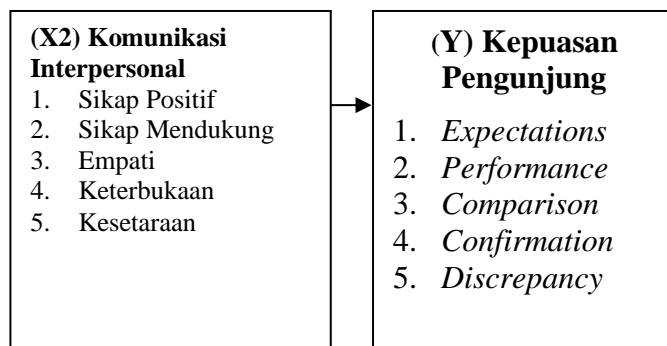 (X2) Komunikasi
Interpersonal
1. Sikap Positif
2. Sikap Mendukung
3. Empati
4. Keterbukaan
5. Kesetaraan
(Y) Kepuasan
Pengunjung
1. Expectations
2. Performance
3. Comparison
4. Confirmation
5. Discrepancy